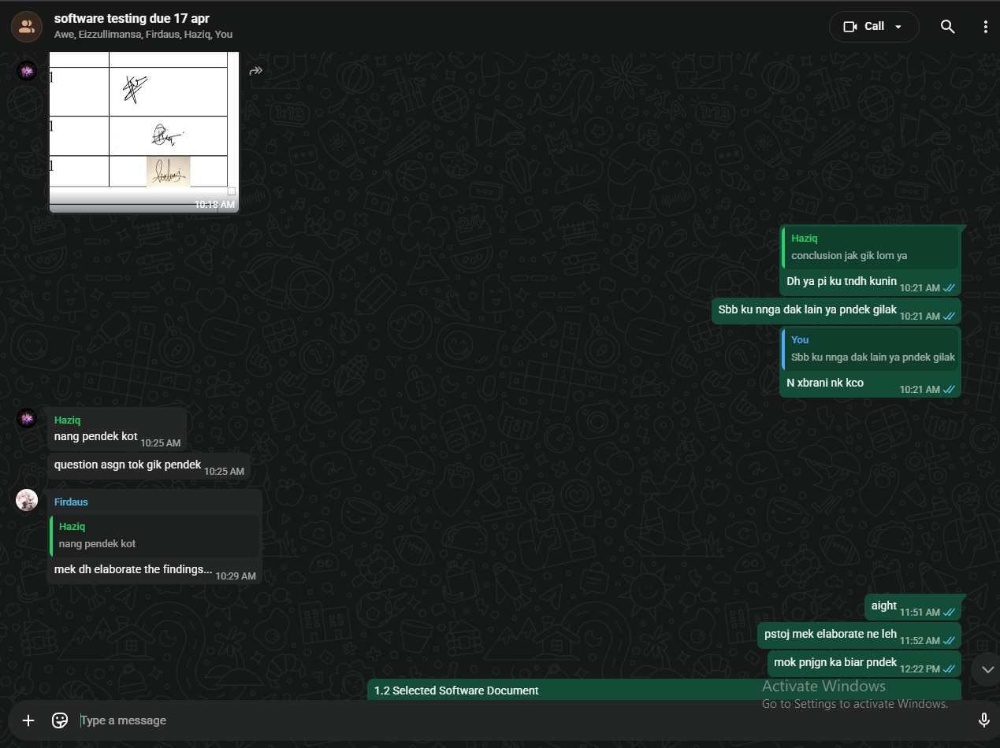 software testing due 17 apr
Awe, Eizzullimansa, Firdaus, Haziq, You
Call
1
1
1
10:18 AM
Haziq
conclusion jak gik lom ya
Dh ya pi ku tndh kunin
10:21 AM
Sbb ku nnga dak lain ya pndek gilak
10:21 AM
You
Sbb ku nnga dak lain ya pndek gilak
N xbrani nk kco
10:21 AM
Haziq
nang pendek kot
10:25 AM
question asgn tok gik pendek
10:25 AM
Firdaus
Haziq
nang pendek kot
mek dh elaborate the findings...
10:29 AM
aight
11:51 AM
pstoj mek elaborate ne leh
11:52 AM
mok pnjgn ka biar pndek
12:22 PM
1.2 Selected Software Document
Activate Windows
Go to Settings to activate Windows.
Type a message